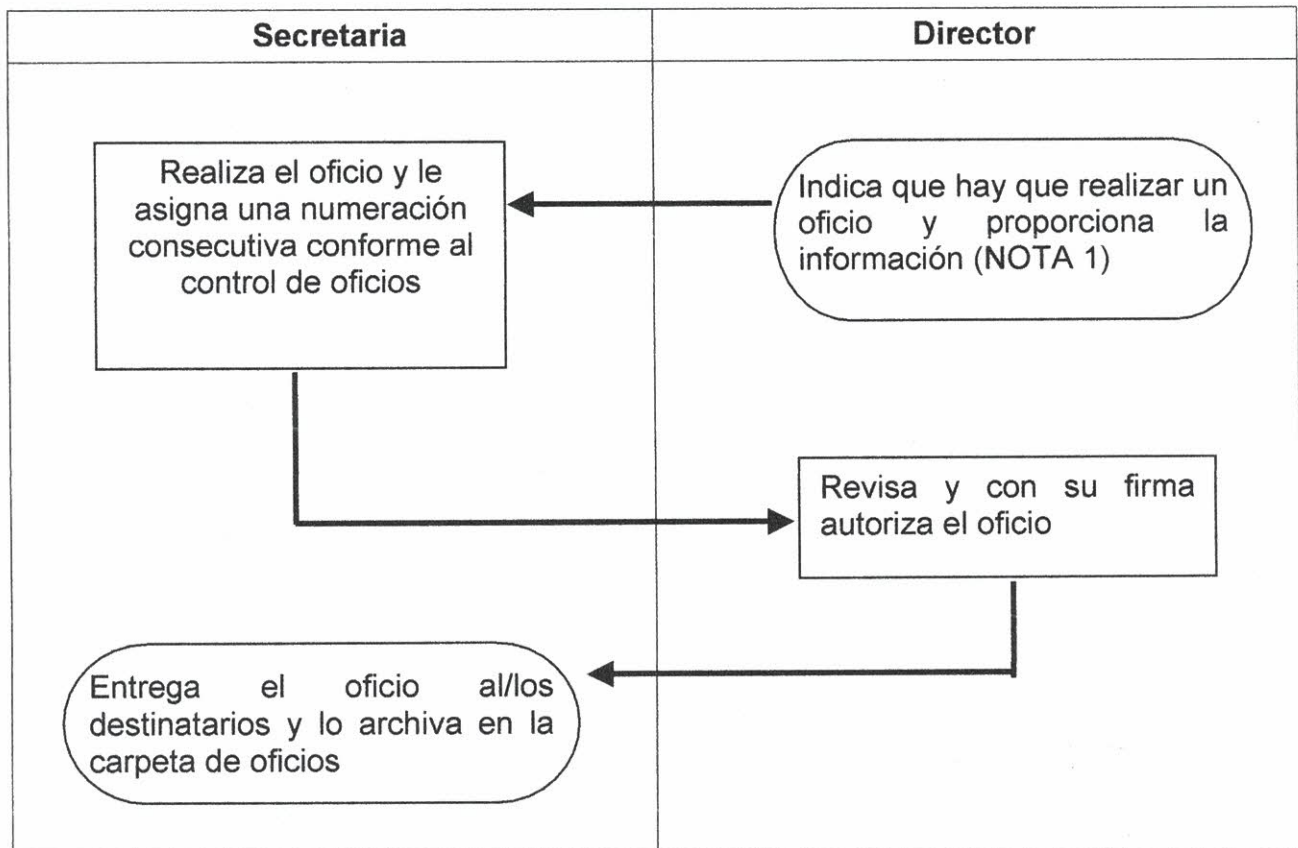 Secretaria
Director
Realiza el oficio y le
asigna una numeración
consecutiva conforme al
control de oficios
Indica que hay que realizar un
oficio y proporciona la
información (NOTA 1)
Revisa y con su firma
autoriza el oficio
Entrega el oficio al/los
destinatarios y lo archiva en la
carpeta de oficios